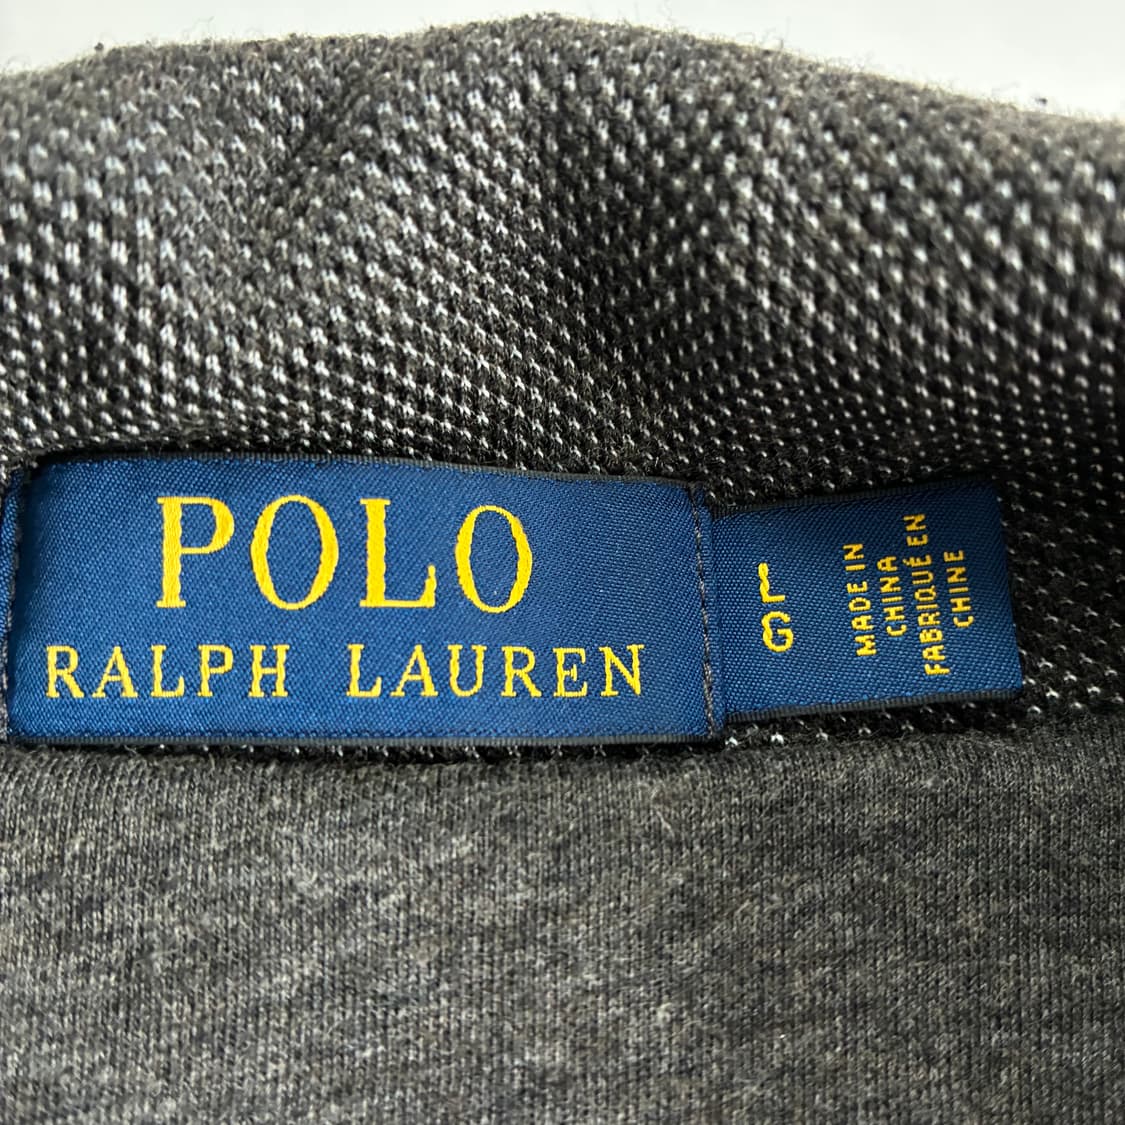 POLO
RALPH LAUREN
L
G
MADE IN
CHINA
FABRIQUÉ EN
CHINE